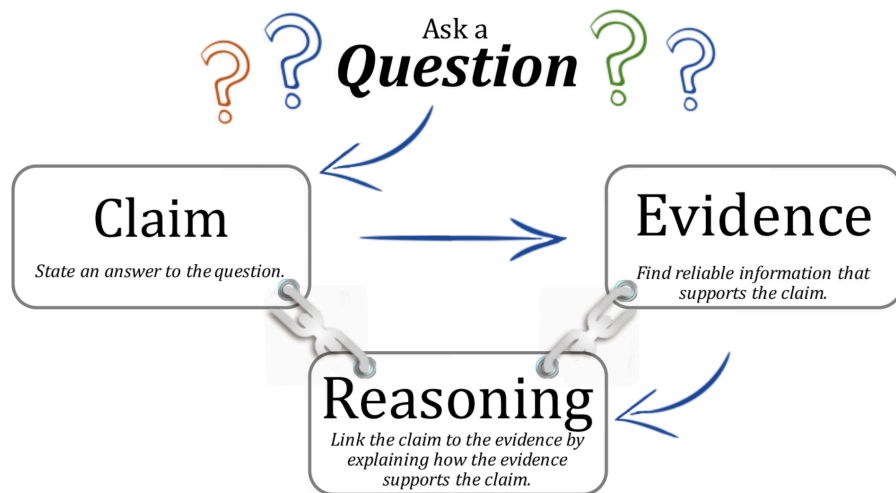 Ask a
Question
Claim
State an answer to the question.
Evidence
Find reliable information that
supports the claim.
Reasoning
Link the claim to the evidence by
explaining how the evidence
supports the claim.